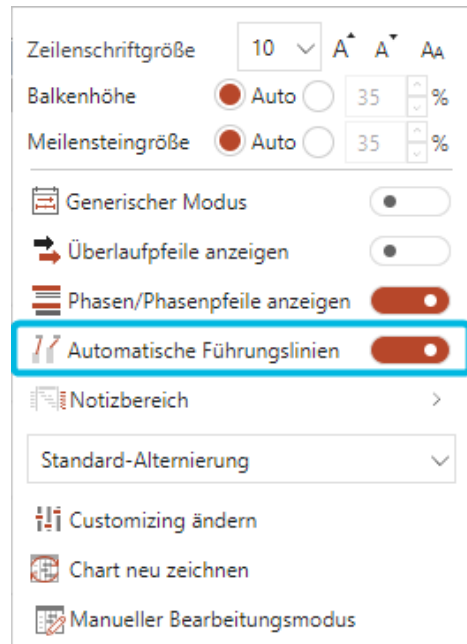 Zeilenschriftgröße 10 A A AA
Balkenhöhe Auto 35 %
Meilensteingröße Auto 35 %
Generischer Modus
Überlaufpfeile anzeigen
Phasen/Phasenpfeile anzeigen
Automatische Führungslinien
Notizbereich
Standard-Alternierung
Customizing ändern
Chart neu zeichnen
Manueller Bearbeitungsmodus